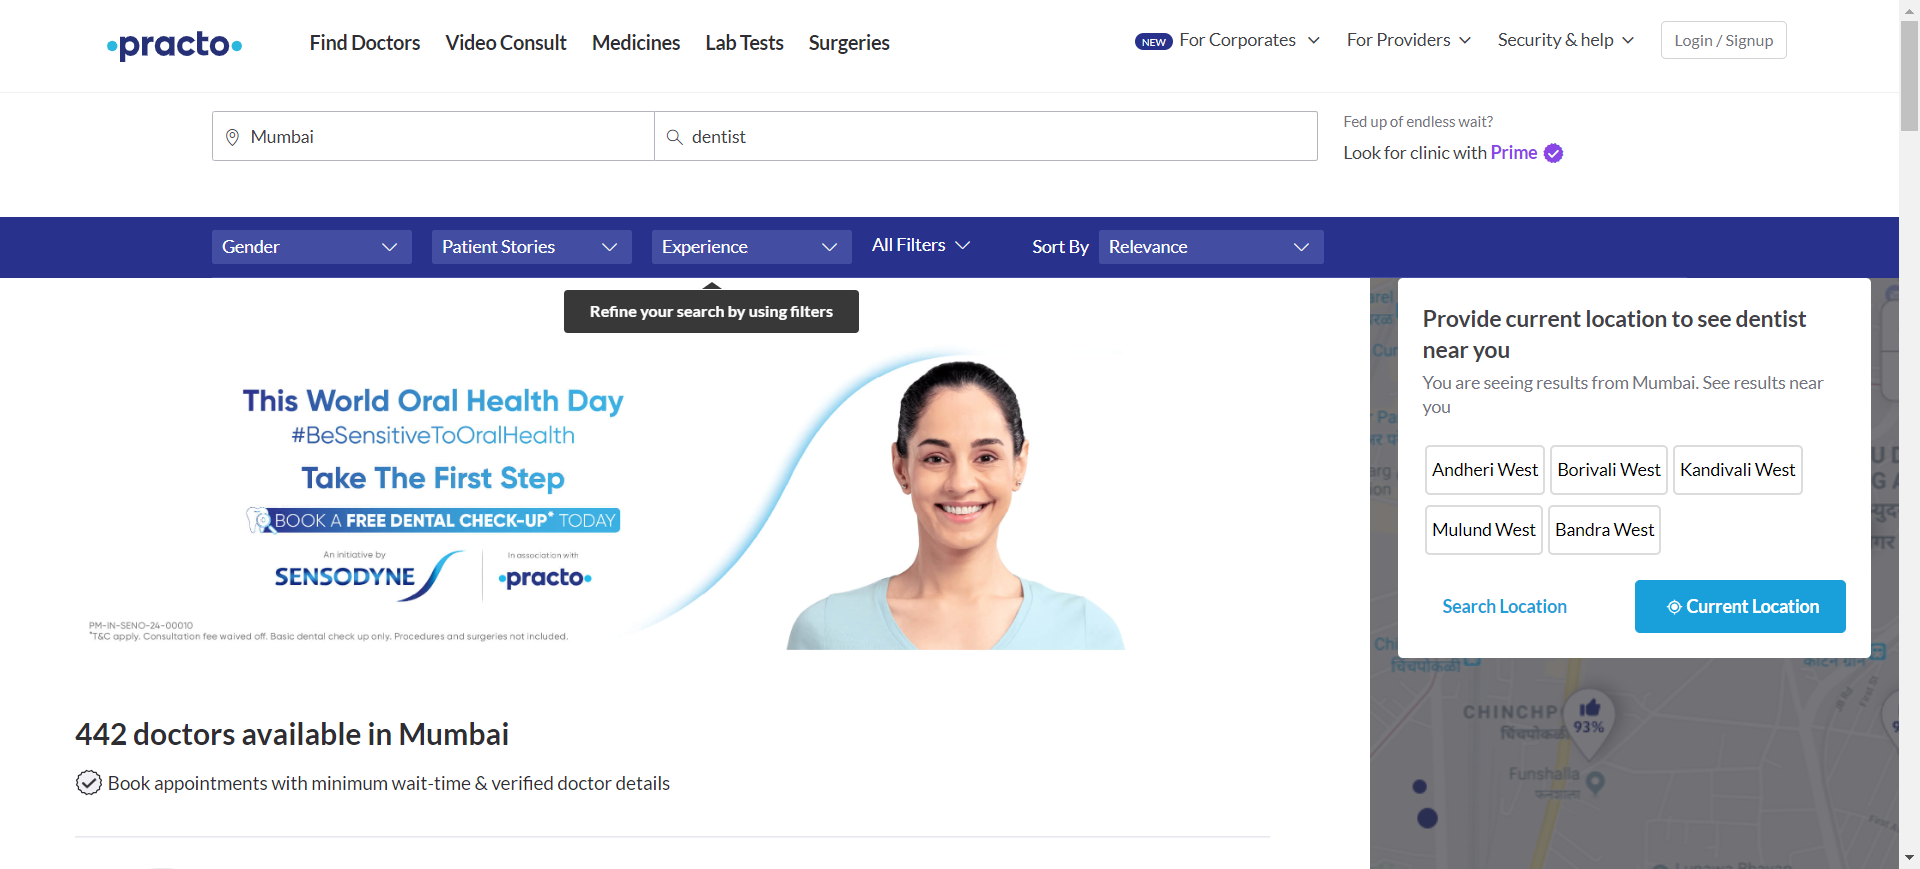 practo
Find Doctors
Video Consult
Medicines
Lab Tests
Surgeries
NEW For Corporates
For Providers
Security & help
Login / Signup
Mumbai
dentist
Fed up of endless wait?
Look for clinic with Prime
Gender
Patient Stories
Experience
All Filters
Sort By
Relevance
Refine your search by using filters
This World Oral Health Day
#BeSensitiveToOralHealth
Take The First Step
BOOK A FREE DENTAL CHECK-UP* TODAY
An initiative by
SENSODYNE
In association with
practo
PM-IN-SENO-24-00010
*T&C apply. Consultation fee waived off. Basic dental check up only. Procedures and surgeries not included.
Provide current location to see dentist
near you
You are seeing results from Mumbai. See results near
you
Andheri West
Borivali West
Kandivali West
Mulund West
Bandra West
Search Location
Current Location
442 doctors available in Mumbai
Book appointments with minimum wait-time & verified doctor details
चिंचपोकळी
CHINCHP
93%
Funshalla
फनशाला